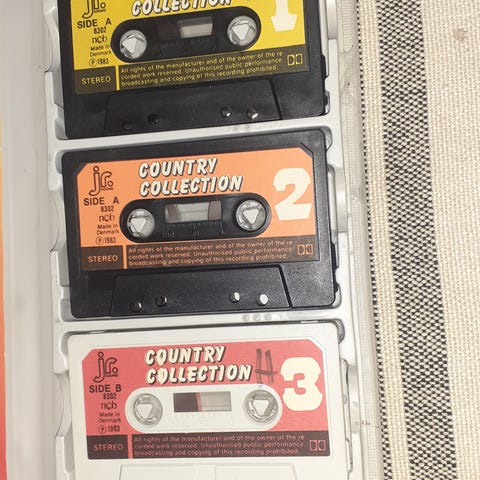 COLLECTION
1
jr.
SIDE A
8302
ncb
Made in
Denmark
Ⓟ 1983
STEREO
All rights of the manufacturer and of the owner of the re
corded work reserved. Unauthorised public performance
broadcasting and copying of this recording prohibited.
COUNTRY
COLLECTION
2
jr.
SIDE A
8302
ncb
Made in
Denmark
Ⓟ 1983
STEREO
All rights of the manufacturer and of the owner of the re
corded work reserved. Unauthorised public performance
broadcasting and copying of this recording prohibited.
COUNTRY
COLLECTION
3
jr.
SIDE B
8302
ncb
Made in
Denmark
Ⓟ 1983
STEREO
All rights of the manufacturer and of the owner of the re
corded work reserved. Unauthorised public performance
broadcasting and copying of this recording prohibited.